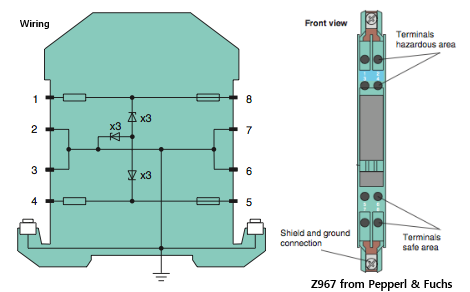 Wiring
Front view
Terminals
hazardous area
1
8
x3
x3
2
7
3
6
x3
4
5
Shield and ground
connection
Terminals
safe area
Z967 from Pepperl & Fuchs